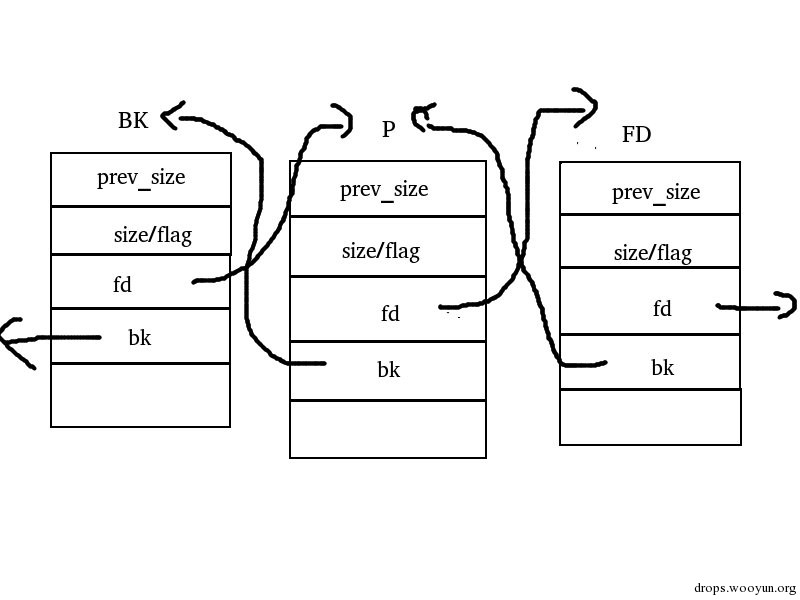 BK
P
FD
prev_size
size/flag
fd
bk
prev_size
size/flag
fd
bk
prev_size
size/flag
fd
bk
drops.wooyun.org